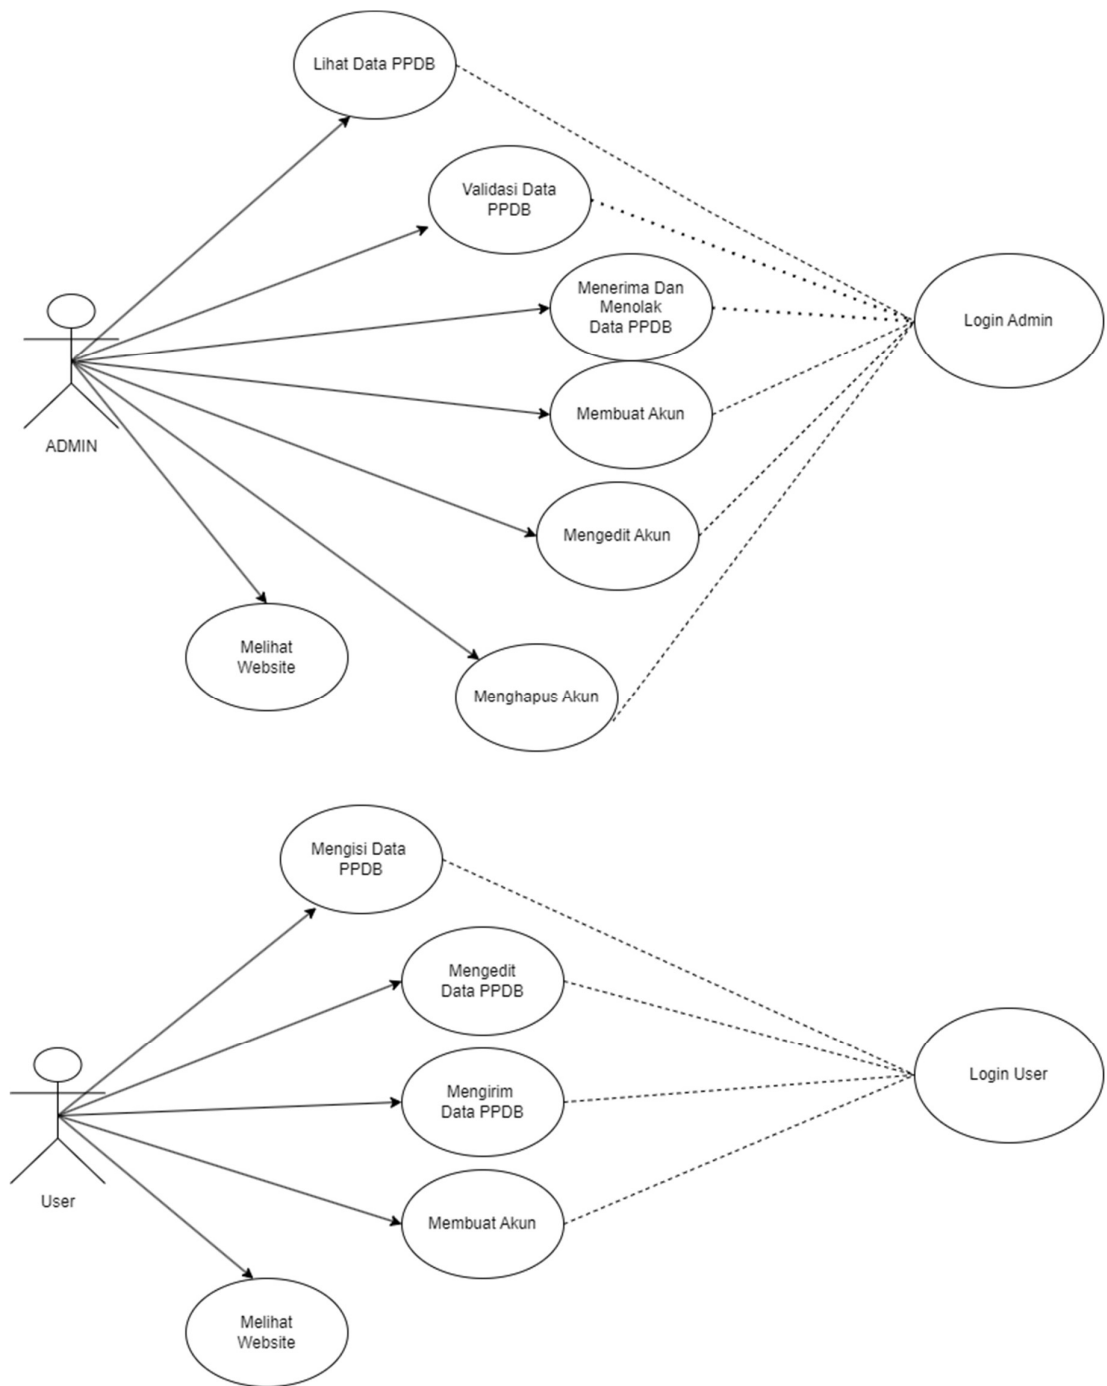 Lihat Data PPDB
Validasi Data
PPDB
Menerima Dan
Menolak
Data PPDB
Login Admin
Membuat Akun
ADMIN
Mengedit Akun
Melihat
Website
Menghapus Akun
Mengisi Data
PPDB
Mengedit
Data PPDB
Login User
Mengirim
Data PPDB
User
Membuat Akun
Melihat
Website